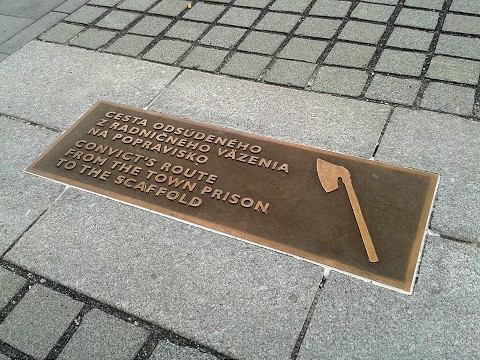 CESTA ODSÚDENÉHO
Z RADNIČNÉHO VÄZENIA
NA POPRAVISKO
CONVICT'S ROUTE
FROM THE TOWN PRISON
TO THE SCAFFOLD